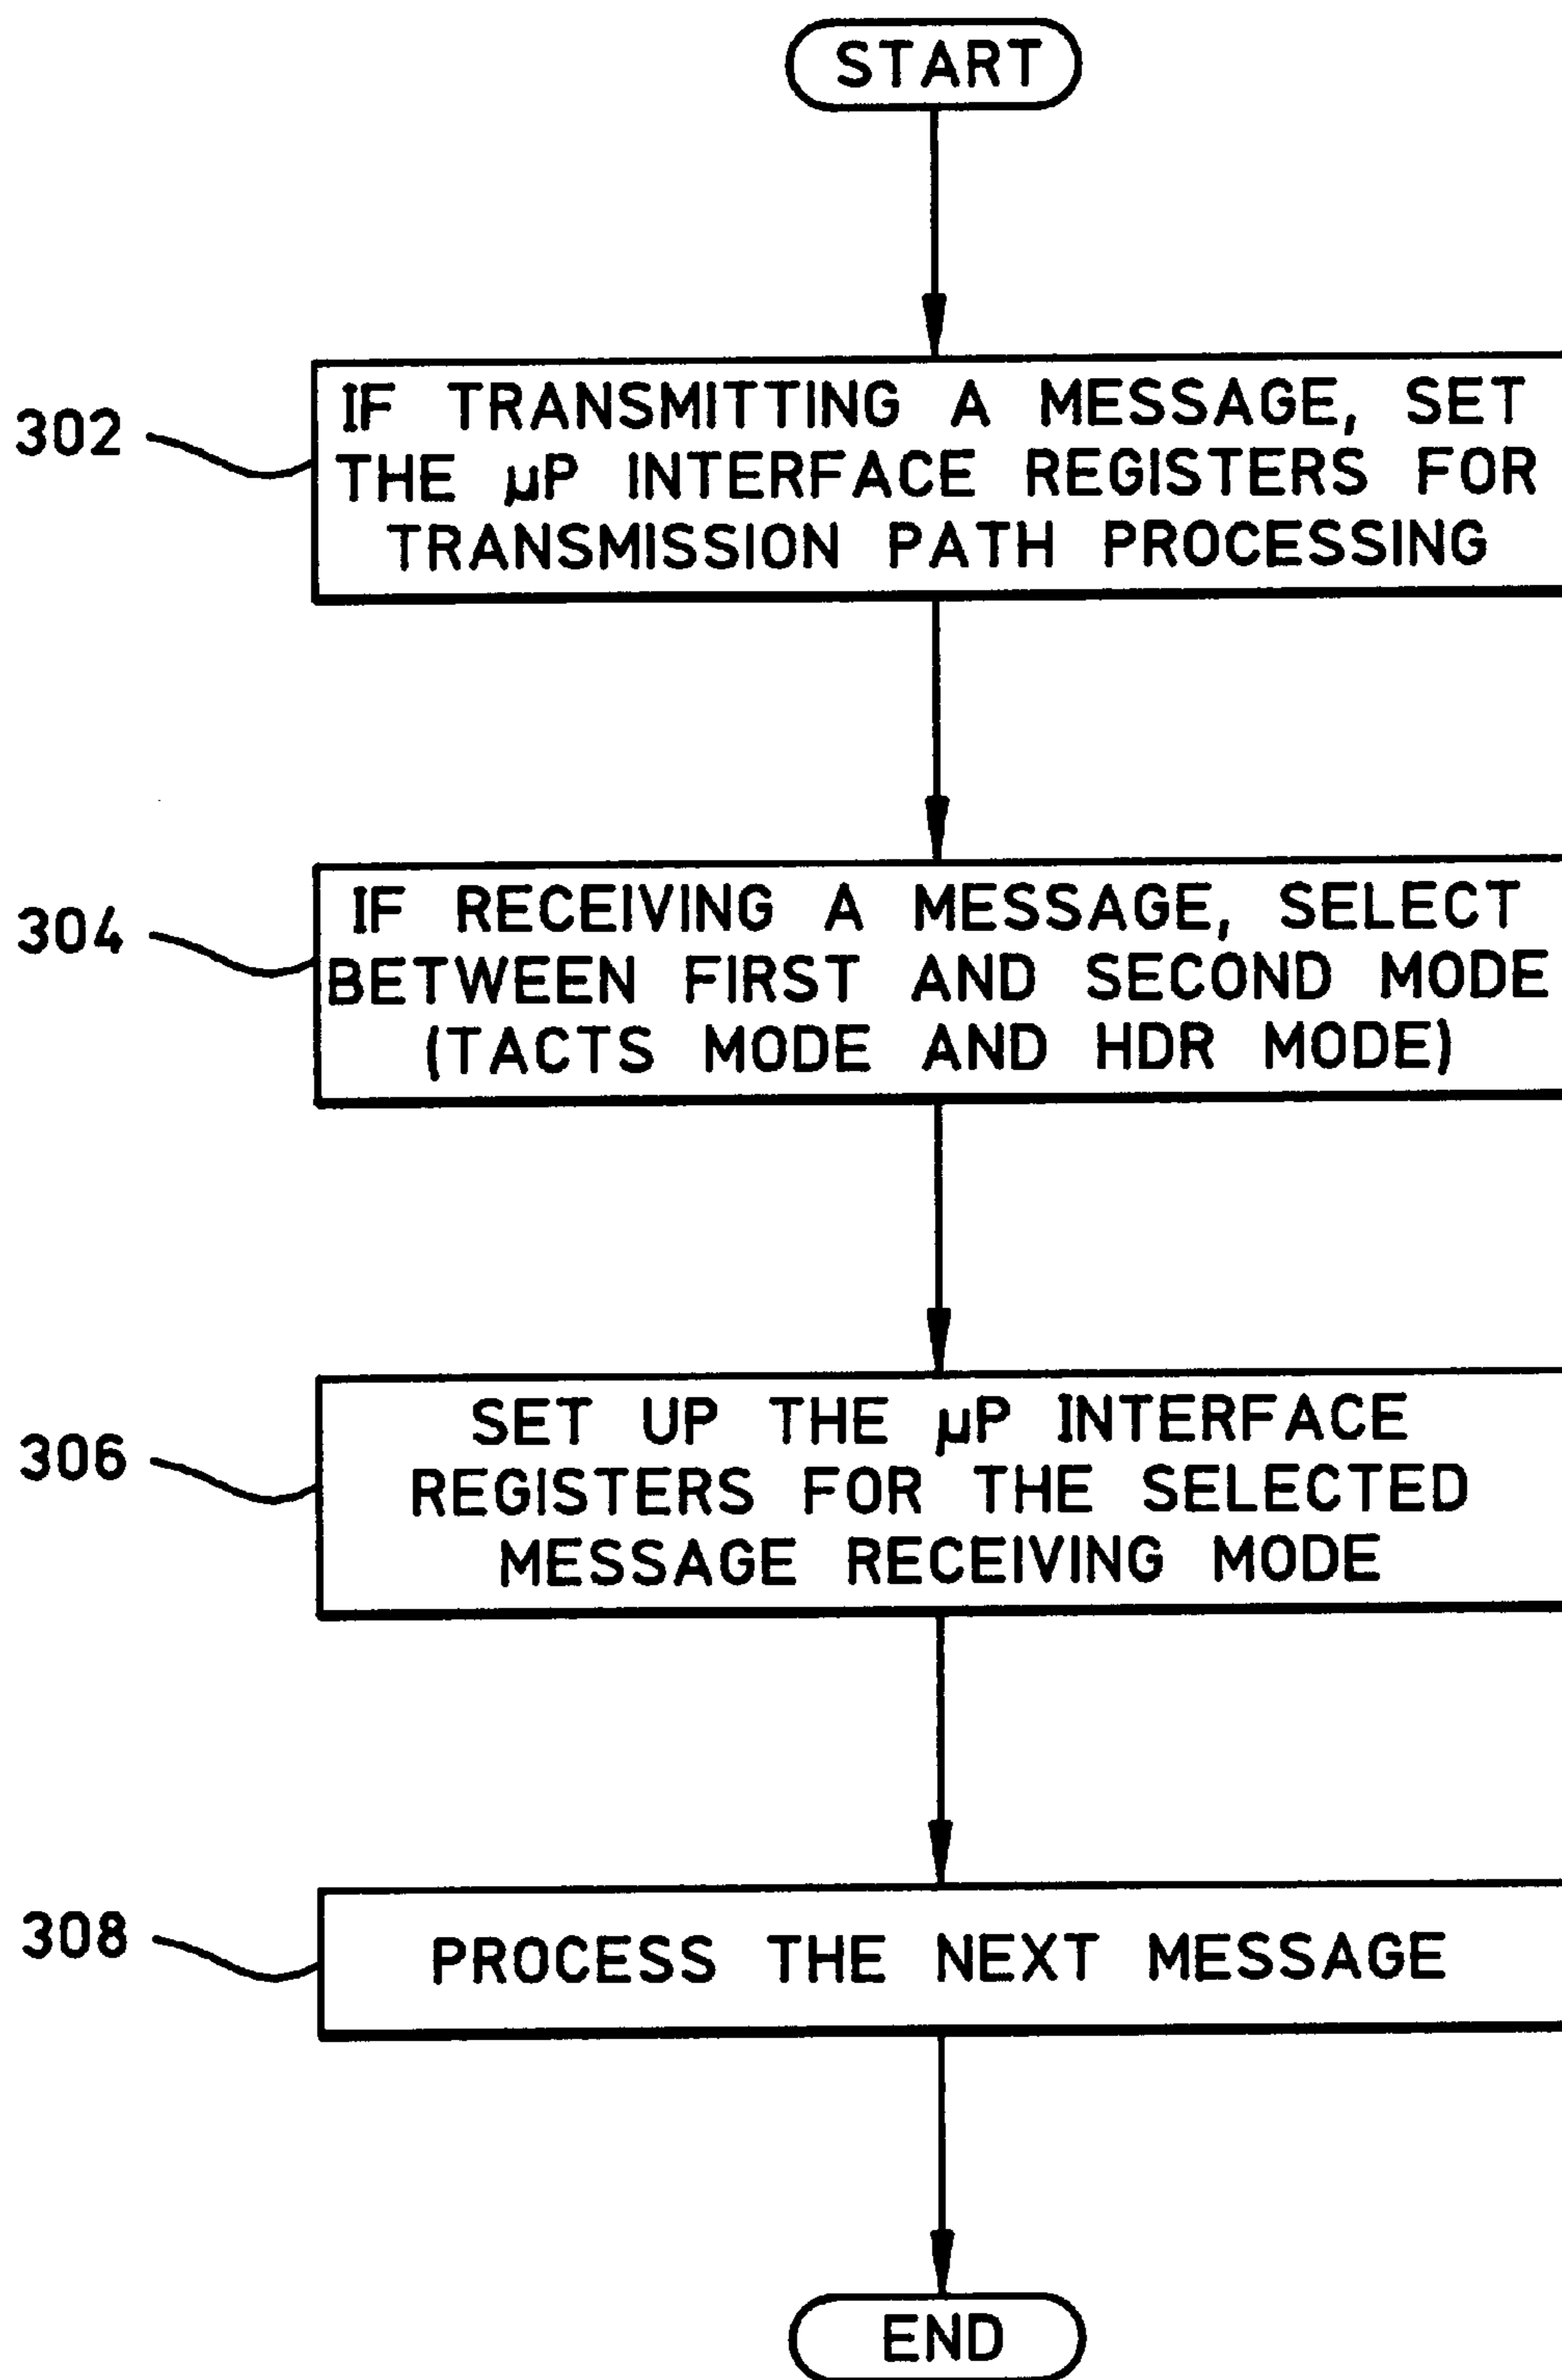 START
302
IF TRANSMITTING A MESSAGE, SET
THE µP INTERFACE REGISTERS FOR
TRANSMISSION PATH PROCESSING
304
IF RECEIVING A MESSAGE, SELECT
BETWEEN FIRST AND SECOND MODE
(TACTS MODE AND HDR MODE)
306
SET UP THE µP INTERFACE
REGISTERS FOR THE SELECTED
MESSAGE RECEIVING MODE
308
PROCESS THE NEXT MESSAGE
END